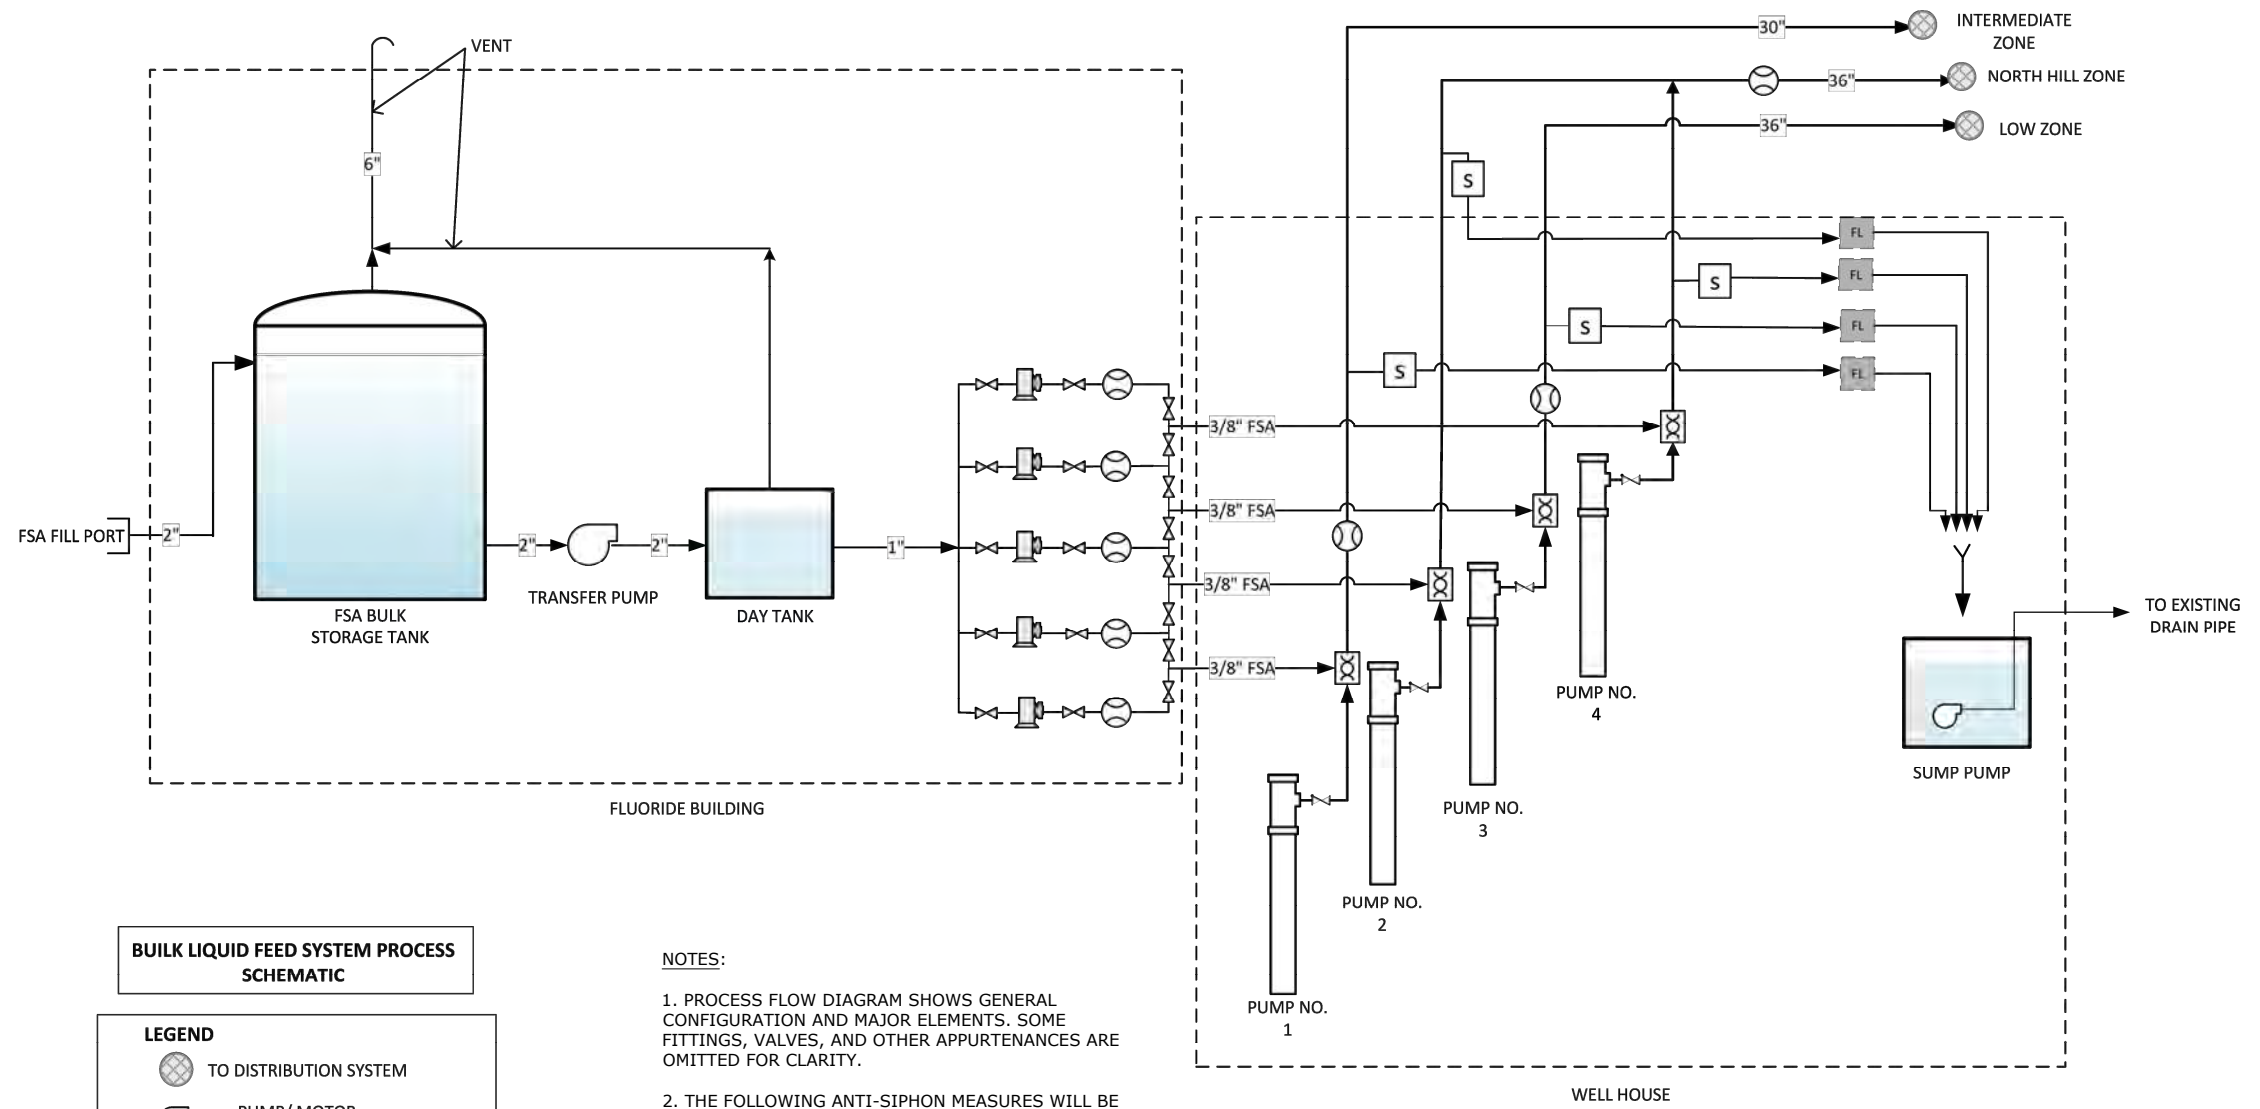 VENT
6"
FSA FILL PORT
2"
FSA BULK
STORAGE TANK
2"
2"
TRANSFER PUMP
DAY TANK
1"
FLUORIDE BUILDING
30"
INTERMEDIATE
ZONE
36"
NORTH HILL ZONE
36"
LOW ZONE
S
S
S
S
FL
FL
FL
FL
3/8" FSA
3/8" FSA
3/8" FSA
3/8" FSA
PUMP NO.
4
PUMP NO.
3
PUMP NO.
2
PUMP NO.
1
TO EXISTING
DRAIN PIPE
SUMP PUMP
WELL HOUSE
BUILK LIQUID FEED SYSTEM PROCESS
SCHEMATIC
LEGEND
TO DISTRIBUTION SYSTEM
PUMP/ MOTOR
NOTES:
1. PROCESS FLOW DIAGRAM SHOWS GENERAL
CONFIGURATION AND MAJOR ELEMENTS. SOME
FITTINGS, VALVES, AND OTHER APPURTENANCES ARE
OMITTED FOR CLARITY.
2. THE FOLLOWING ANTI-SIPHON MEASURES WILL BE